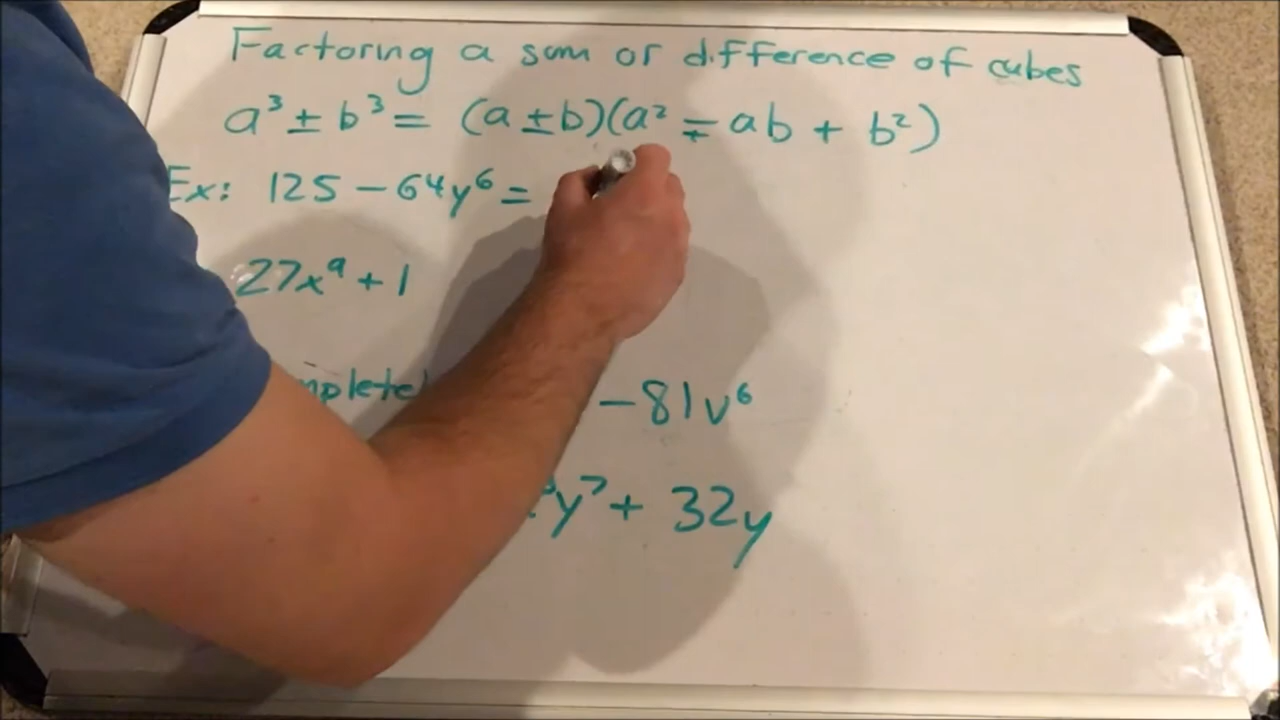 Factoring a sum or difference of cubes
a³ ± b³ = (a ± b)(a² ∓ ab + b²)
Ex: 125 − 64y⁶ =
27x⁹ + 1
− 81v⁶
y⁷ + 32y